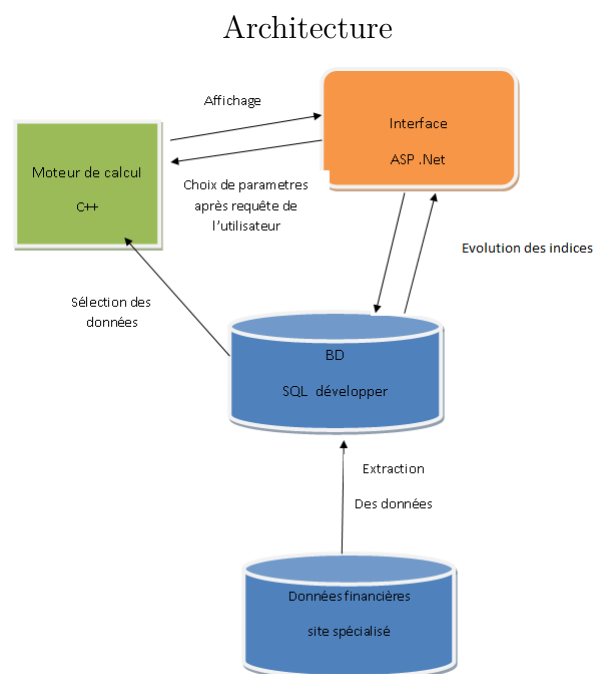 Architecture
Affichage
Interface
ASP .Net
Moteur de calcul
C++
Choix de parametres
après requête de
l'utilisateur
Evolution des indices
Sélection des
données
BD
SQL développer
Extraction
Des données
Données financières
site spécialisé